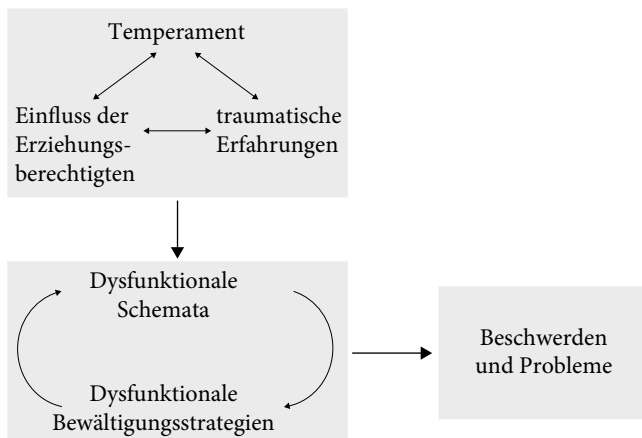 Temperament
Einfluss der
Erziehungs-
berechtigten
traumatische
Erfahrungen
Dysfunktionale
Schemata
Dysfunktionale
Bewältigungsstrategien
Beschwerden
und Probleme